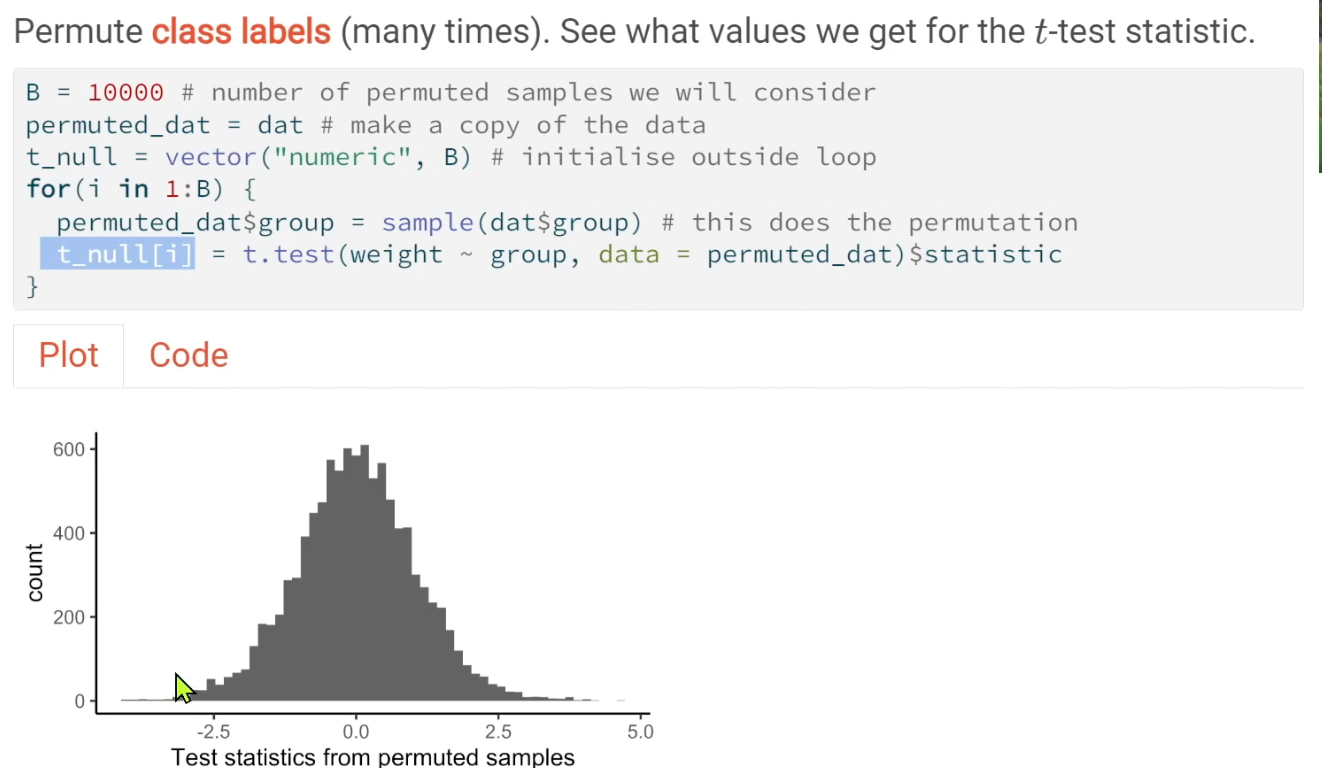 Permute class labels (many times). See what values we get for the t-test statistic.
B = 10000 # number of permuted samples we will consider
permuted_dat = dat # make a copy of the data
t_null = vector("numeric", B) # initialise outside loop
for(i in 1:B) {
  permuted_dat$group = sample(dat$group) # this does the permutation
  t_null[i] = t.test(weight ~ group, data = permuted_dat)$statistic
}
Plot Code
600
400
200
0
count
-2.5 0.0 2.5 5.0
Test statistics from permuted samples